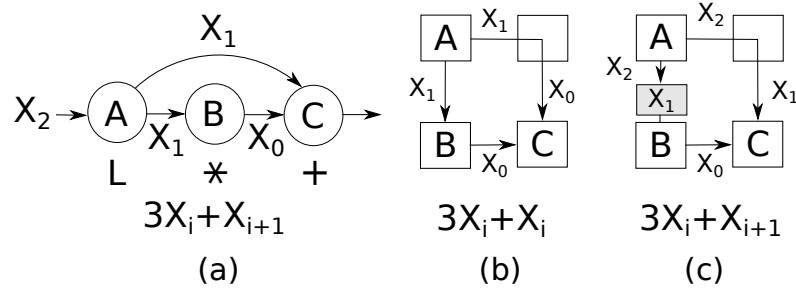 X₁
X₂ A B C
X₁ X₀
L * +
3Xᵢ+Xᵢ₊₁
(a)
X₁
A
X₁ X₀
B C
X₀
3Xᵢ+Xᵢ
(b)
X₂
A
X₂
X₁ X₁
B C
X₀
3Xᵢ+Xᵢ₊₁
(c)